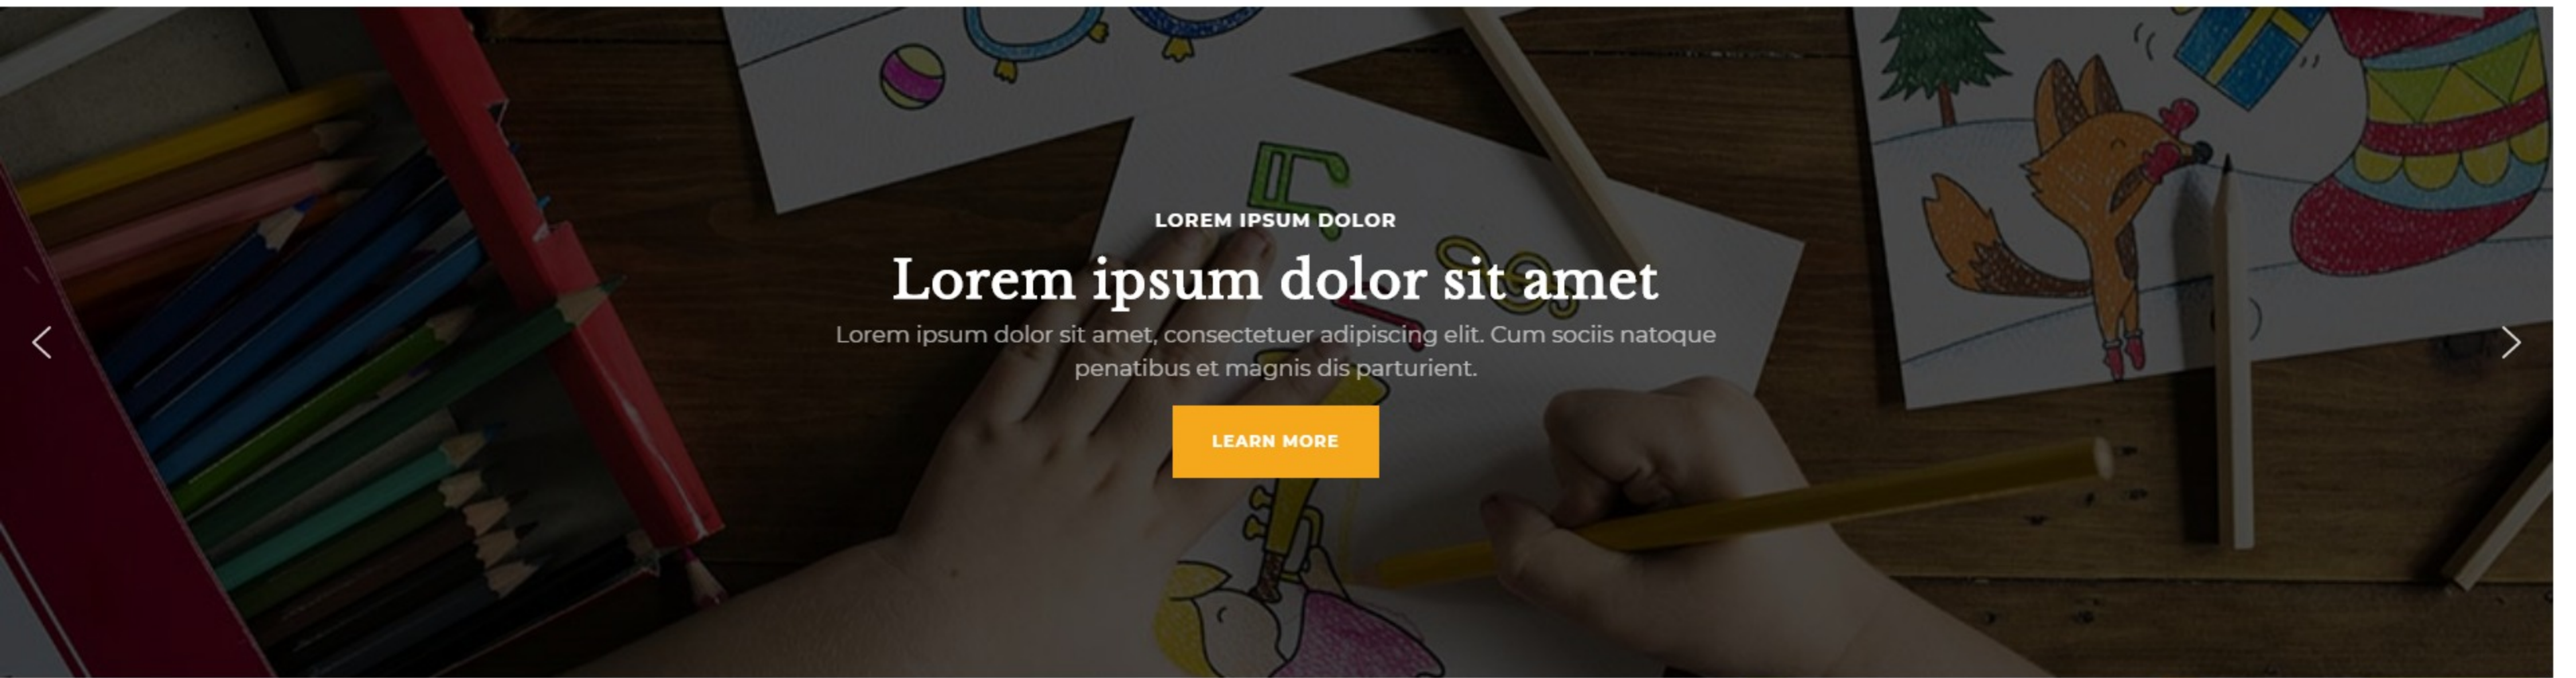 LOREM IPSUM DOLOR
Lorem ipsum dolor sit amet
Lorem ipsum dolor sit amet, consectetuer adipiscing elit. Cum sociis natoque
penatibus et magnis dis parturient.
LEARN MORE